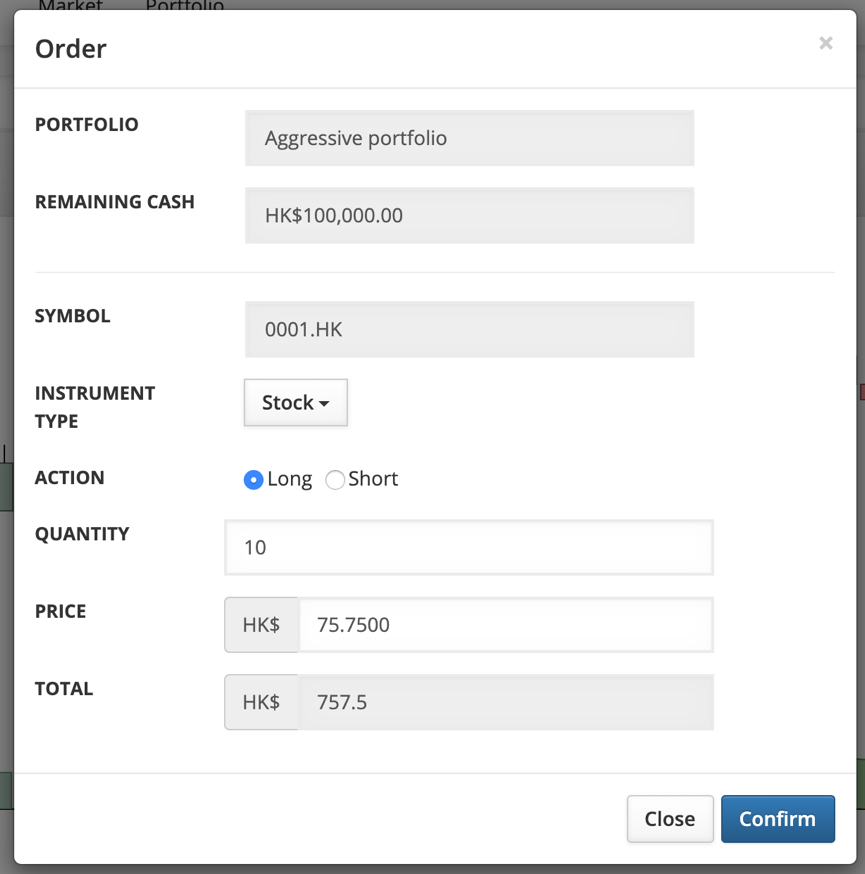 Market Portfolio
Order
×
PORTFOLIO
Aggressive portfolio
REMAINING CASH
HK$100,000.00
SYMBOL
0001.HK
INSTRUMENT
TYPE
Stock
ACTION
Long Short
QUANTITY
10
PRICE
HK$ 75.7500
TOTAL
HK$ 757.5
Close Confirm